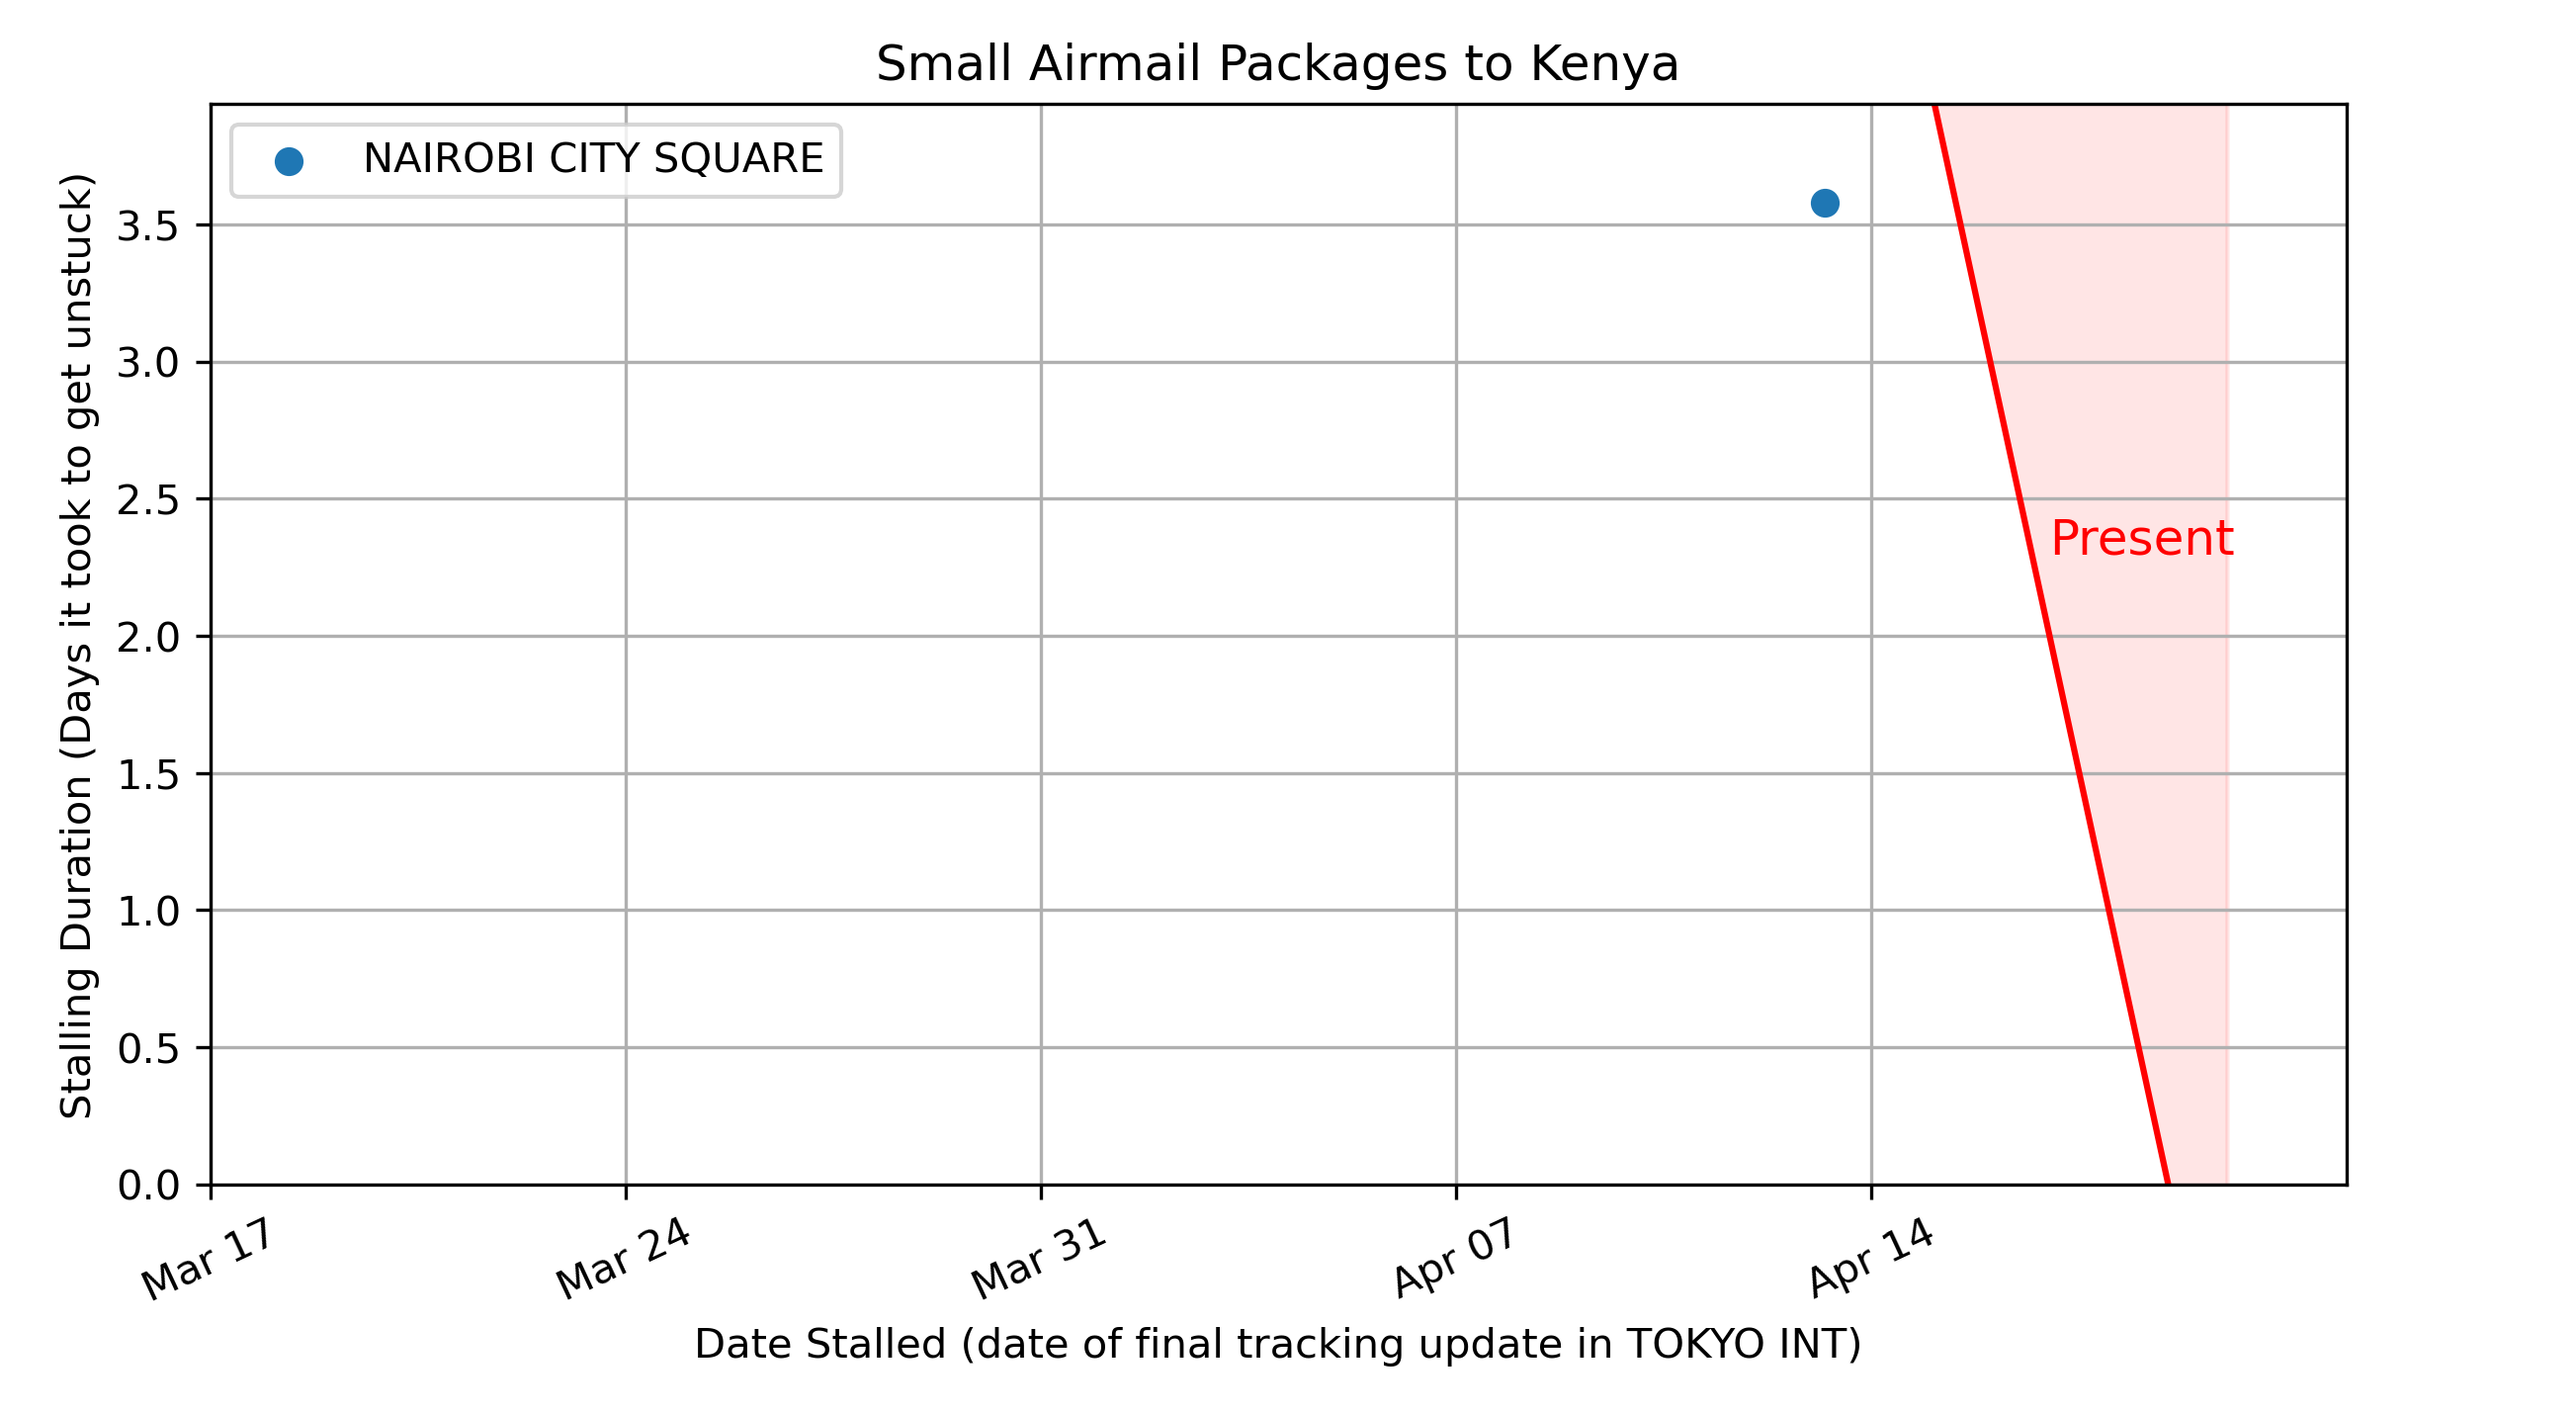 Small Airmail Packages to Kenya
NAIROBI CITY SQUARE
Stalling Duration (Days it took to get unstuck)
3.5
3.0
2.5
2.0
1.5
1.0
0.5
0.0
Present
Mar 17
Mar 24
Mar 31
Apr 07
Apr 14
Date Stalled (date of final tracking update in TOKYO INT)